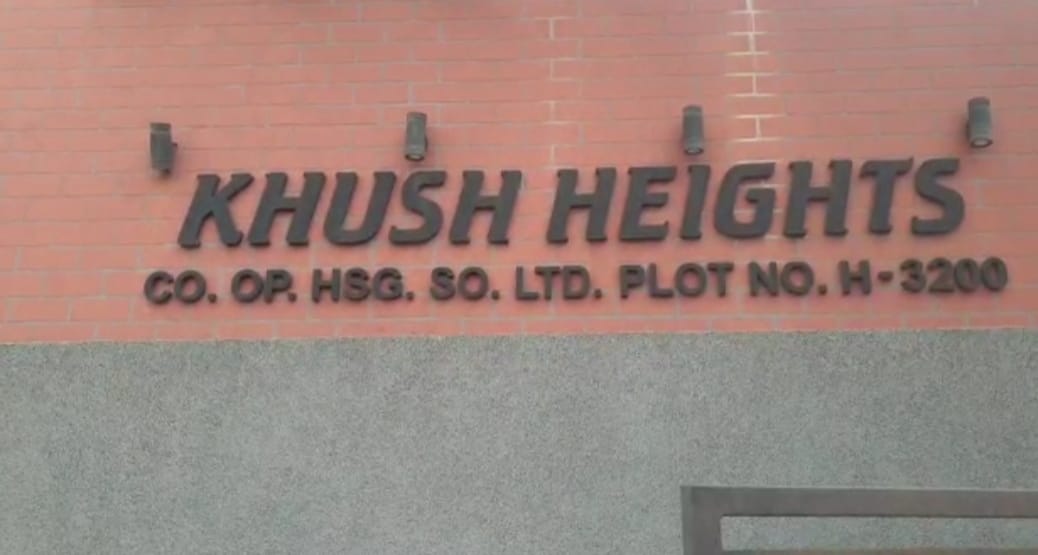 KHUSH HEIGHTS
CO. OP. HSG. SO. LTD. PLOT NO. H-3200